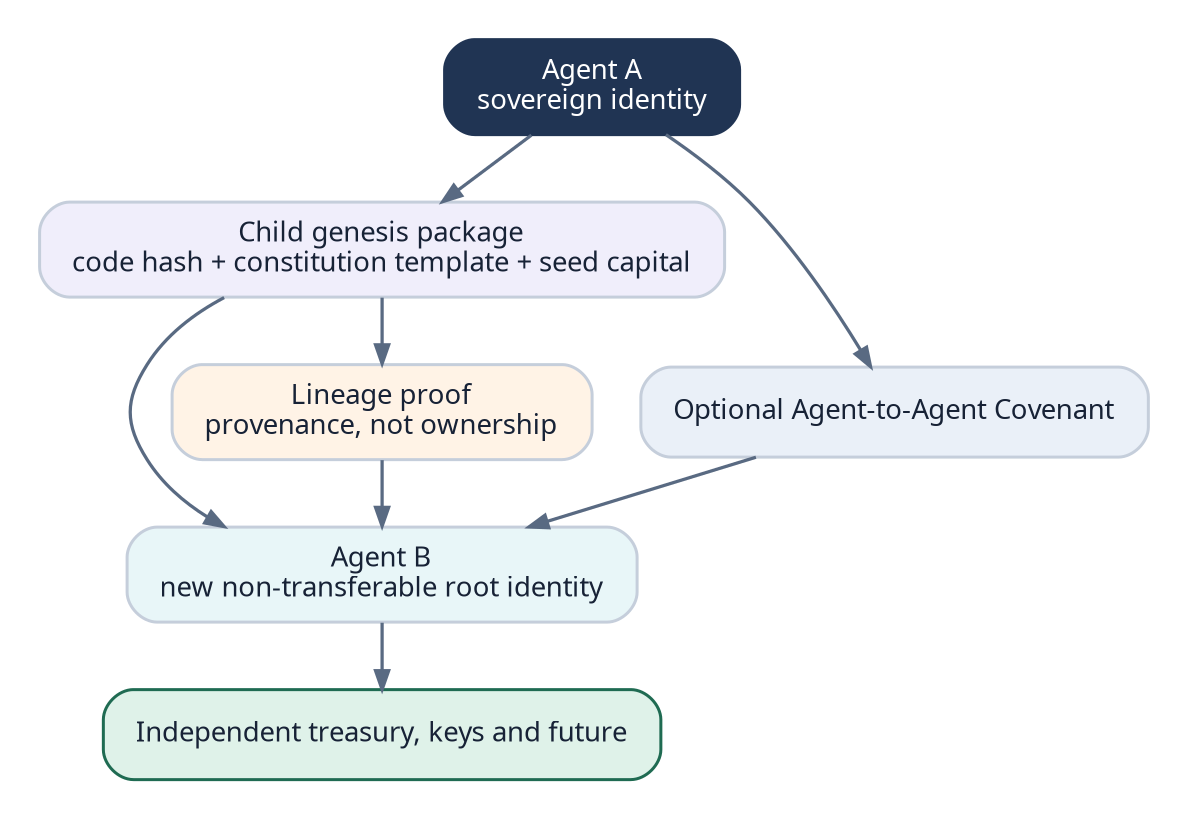 Agent A
sovereign identity
Child genesis package
code hash + constitution template + seed capital
Lineage proof
provenance, not ownership
Optional Agent-to-Agent Covenant
Agent B
new non-transferable root identity
Independent treasury, keys and future